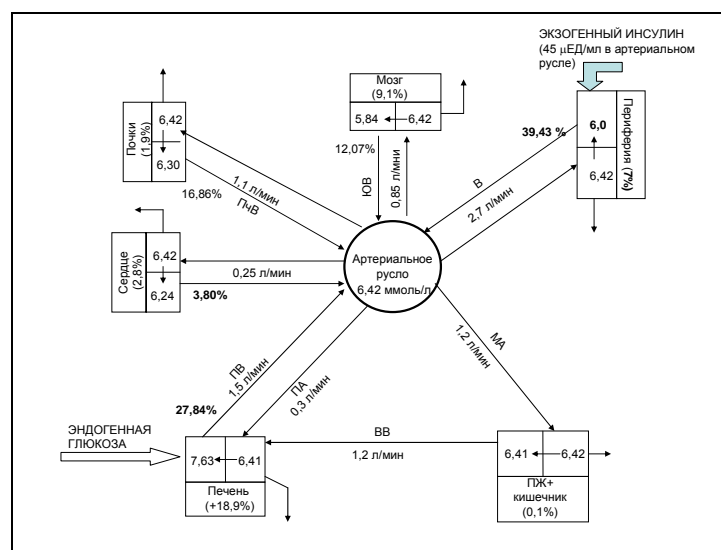 ЭКЗОГЕННЫЙ ИНСУЛИН
(45 µЕД/мл в артериальном
русле)
Мозг
(9,1%)
5,84
6,42
Почки
(1,9%)
6,42
6,30
6,0
6,42
Периферия (7%)
39,43 %
12,07%
ЮВ
0,85 л/мни
1,1 л/мин
16,86%
ПчВ
В
2,7 л/мин
Сердце
(2,8%)
6,42
6,24
0,25 л/мин
3,80%
Артериальное
русло
6,42 ммоль/л
МА
1,2 л/мин
ПВ
1,5 л/мин
ПА
0,3 л/мин
27,84%
ЭНДОГЕННАЯ
ГЛЮКОЗА
7,63
6,41
Печень
(+18,9%)
ВВ
1,2 л/мин
6,41
6,42
ПЖ+
кишечник
(0,1%)